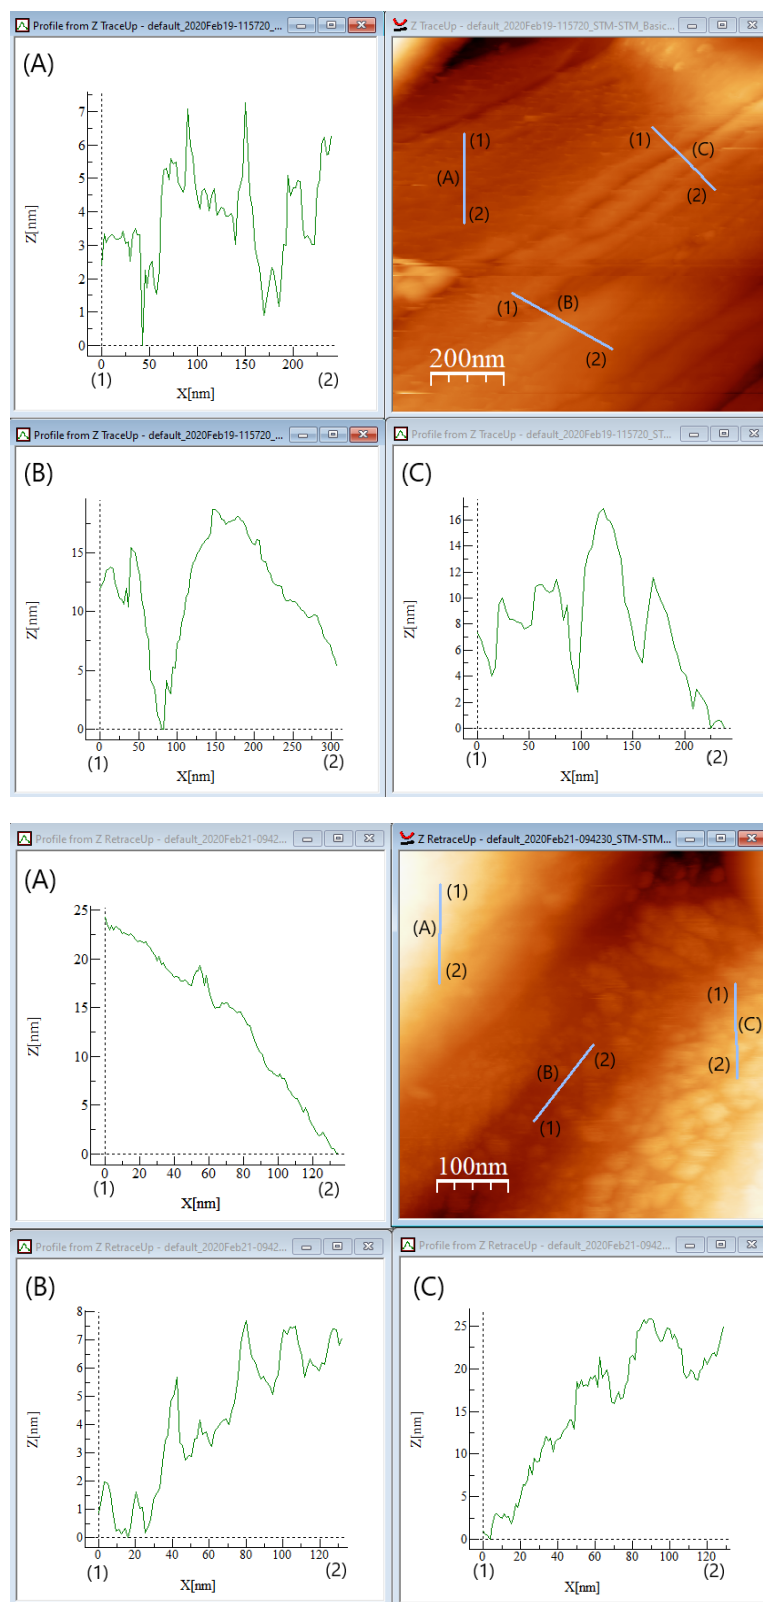 Profile from Z TraceUp - default_2020Feb19-115720_...
(A)
7
6
5
4
3
2
1
0
Z[nm]
0 50 100 150 200
(1) (2)
X[nm]
Z TraceUp - default_2020Feb19-115720_STM-STM_Basic...
(1) (1)
(A) (C)
(2) (2)
(1) (B)
(2)
200nm
Profile from Z TraceUp - default_2020Feb19-115720_...
(B)
15
10
5
0
Z[nm]
0 50 100 150 200 250 300
(1) (2)
X[nm]
Profile from Z TraceUp - default_2020Feb19-115720_ST...
(C)
16
14
12
10
8
6
4
2
0
Z[nm]
0 50 100 150 200
(1) (2)
X[nm]
Profile from Z RetraceUp - default_2020Feb21-0942...
(A)
25
20
15
10
5
0
Z[nm]
0 20 40 60 80 100 120
(1) (2)
X[nm]
Z RetraceUp - default_2020Feb21-094230_STM-STM...
(1)
(A)
(2)
(1)
(C)
(2)
(2)
(B)
(1)
100nm
Profile from Z RetraceUp - default_2020Feb21-0942...
(B)
8
7
6
5
4
3
2
1
0
Z[nm]
0 20 40 60 80 100 120
(1) (2)
X[nm]
Profile from Z RetraceUp - default_2020Feb21-0942...
(C)
25
20
15
10
5
0
Z[nm]
0 20 40 60 80 100 120
(1) (2)
X[nm]